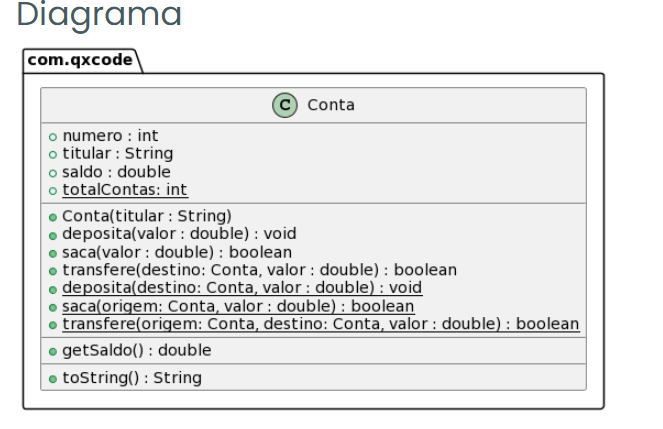 Diagrama
com.qxcode
C Conta
numero : int
titular : String
saldo : double
totalContas: int
Conta(titular : String)
deposita(valor : double) : void
saca(valor : double) : boolean
transfere(destino: Conta, valor : double) : boolean
deposita(destino: Conta, valor : double) : void
saca(origem: Conta, valor : double) : boolean
transfere(origem: Conta, destino: Conta, valor : double) : boolean
getSaldo() : double
toString() : String